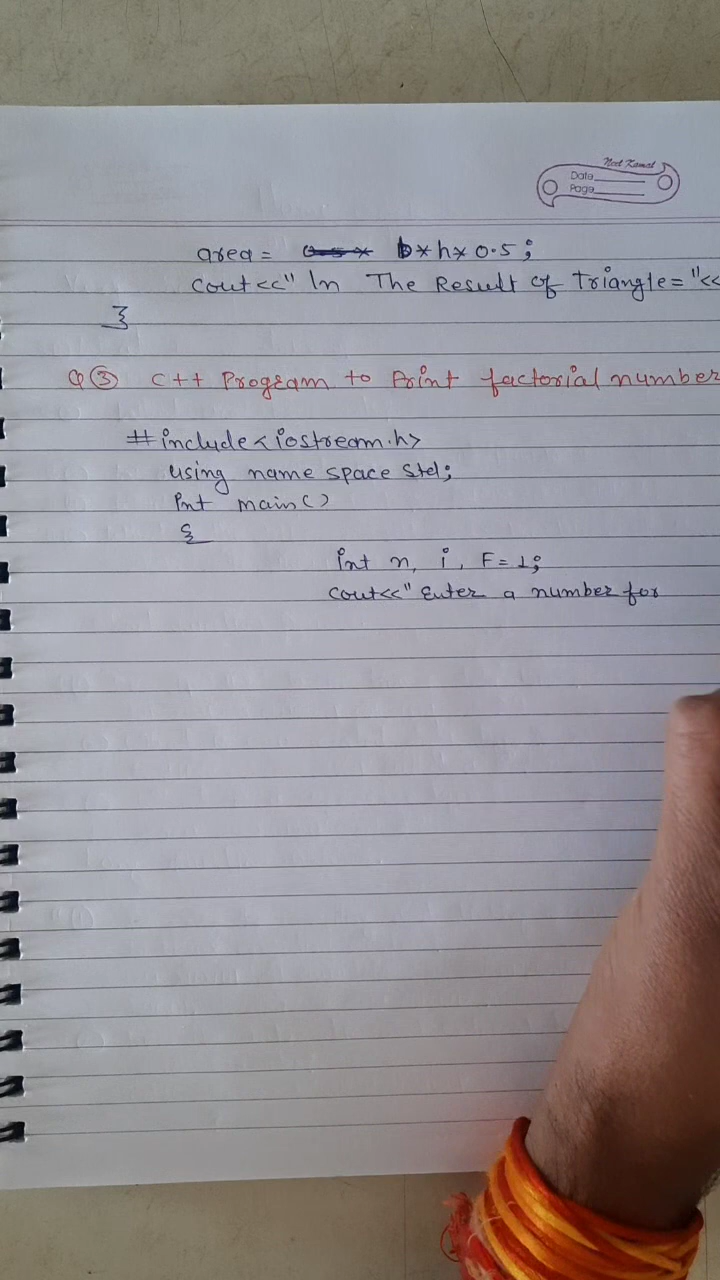 Neel Kamal
Date
Page
area = b*h*0.5;
cout<<" In The Result of Triangle="<<
}
Q③ C++ Program to Print factorial number
#include<iostream.h>
using name space std;
int main()
{
int n, i, F=1;
cout<<" Enter a number for